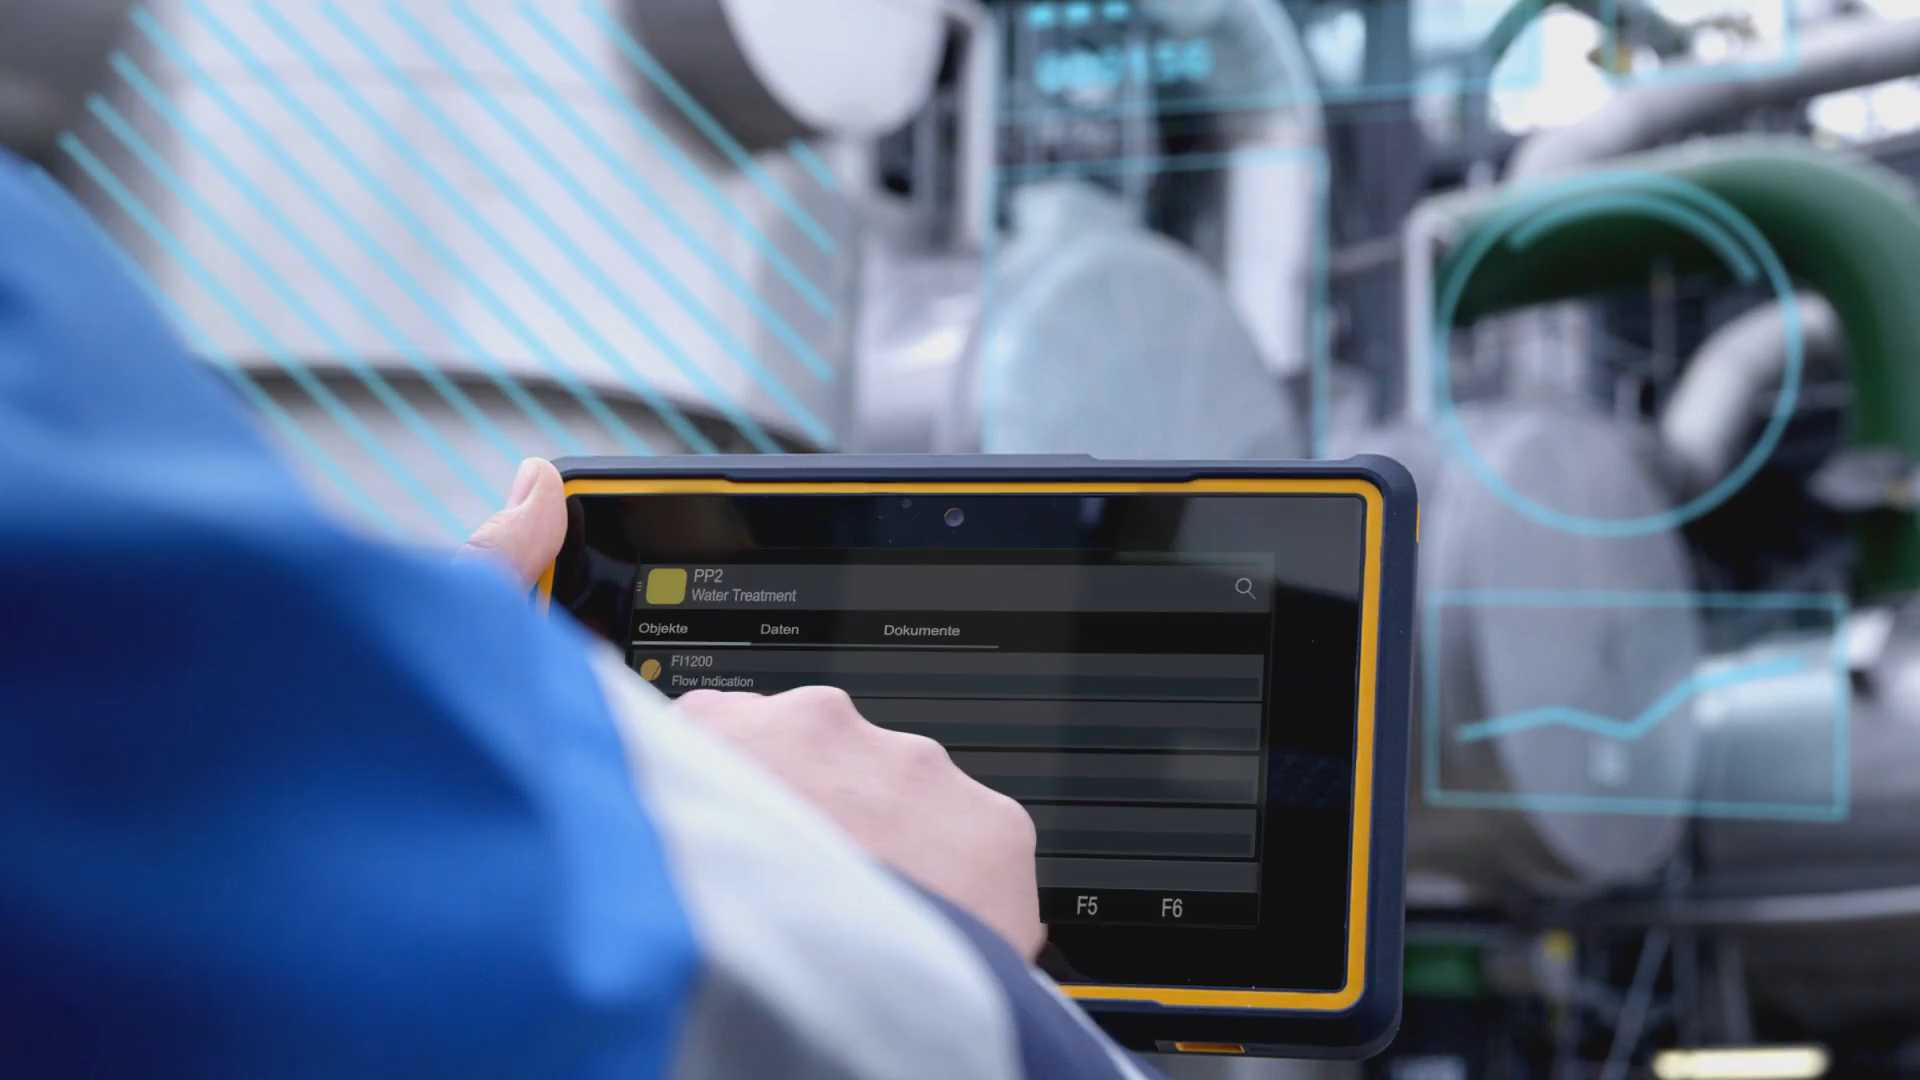 PP2
Water Treatment
Objekte Daten Dokumente
FI1200
Flow Indication
F5 F6